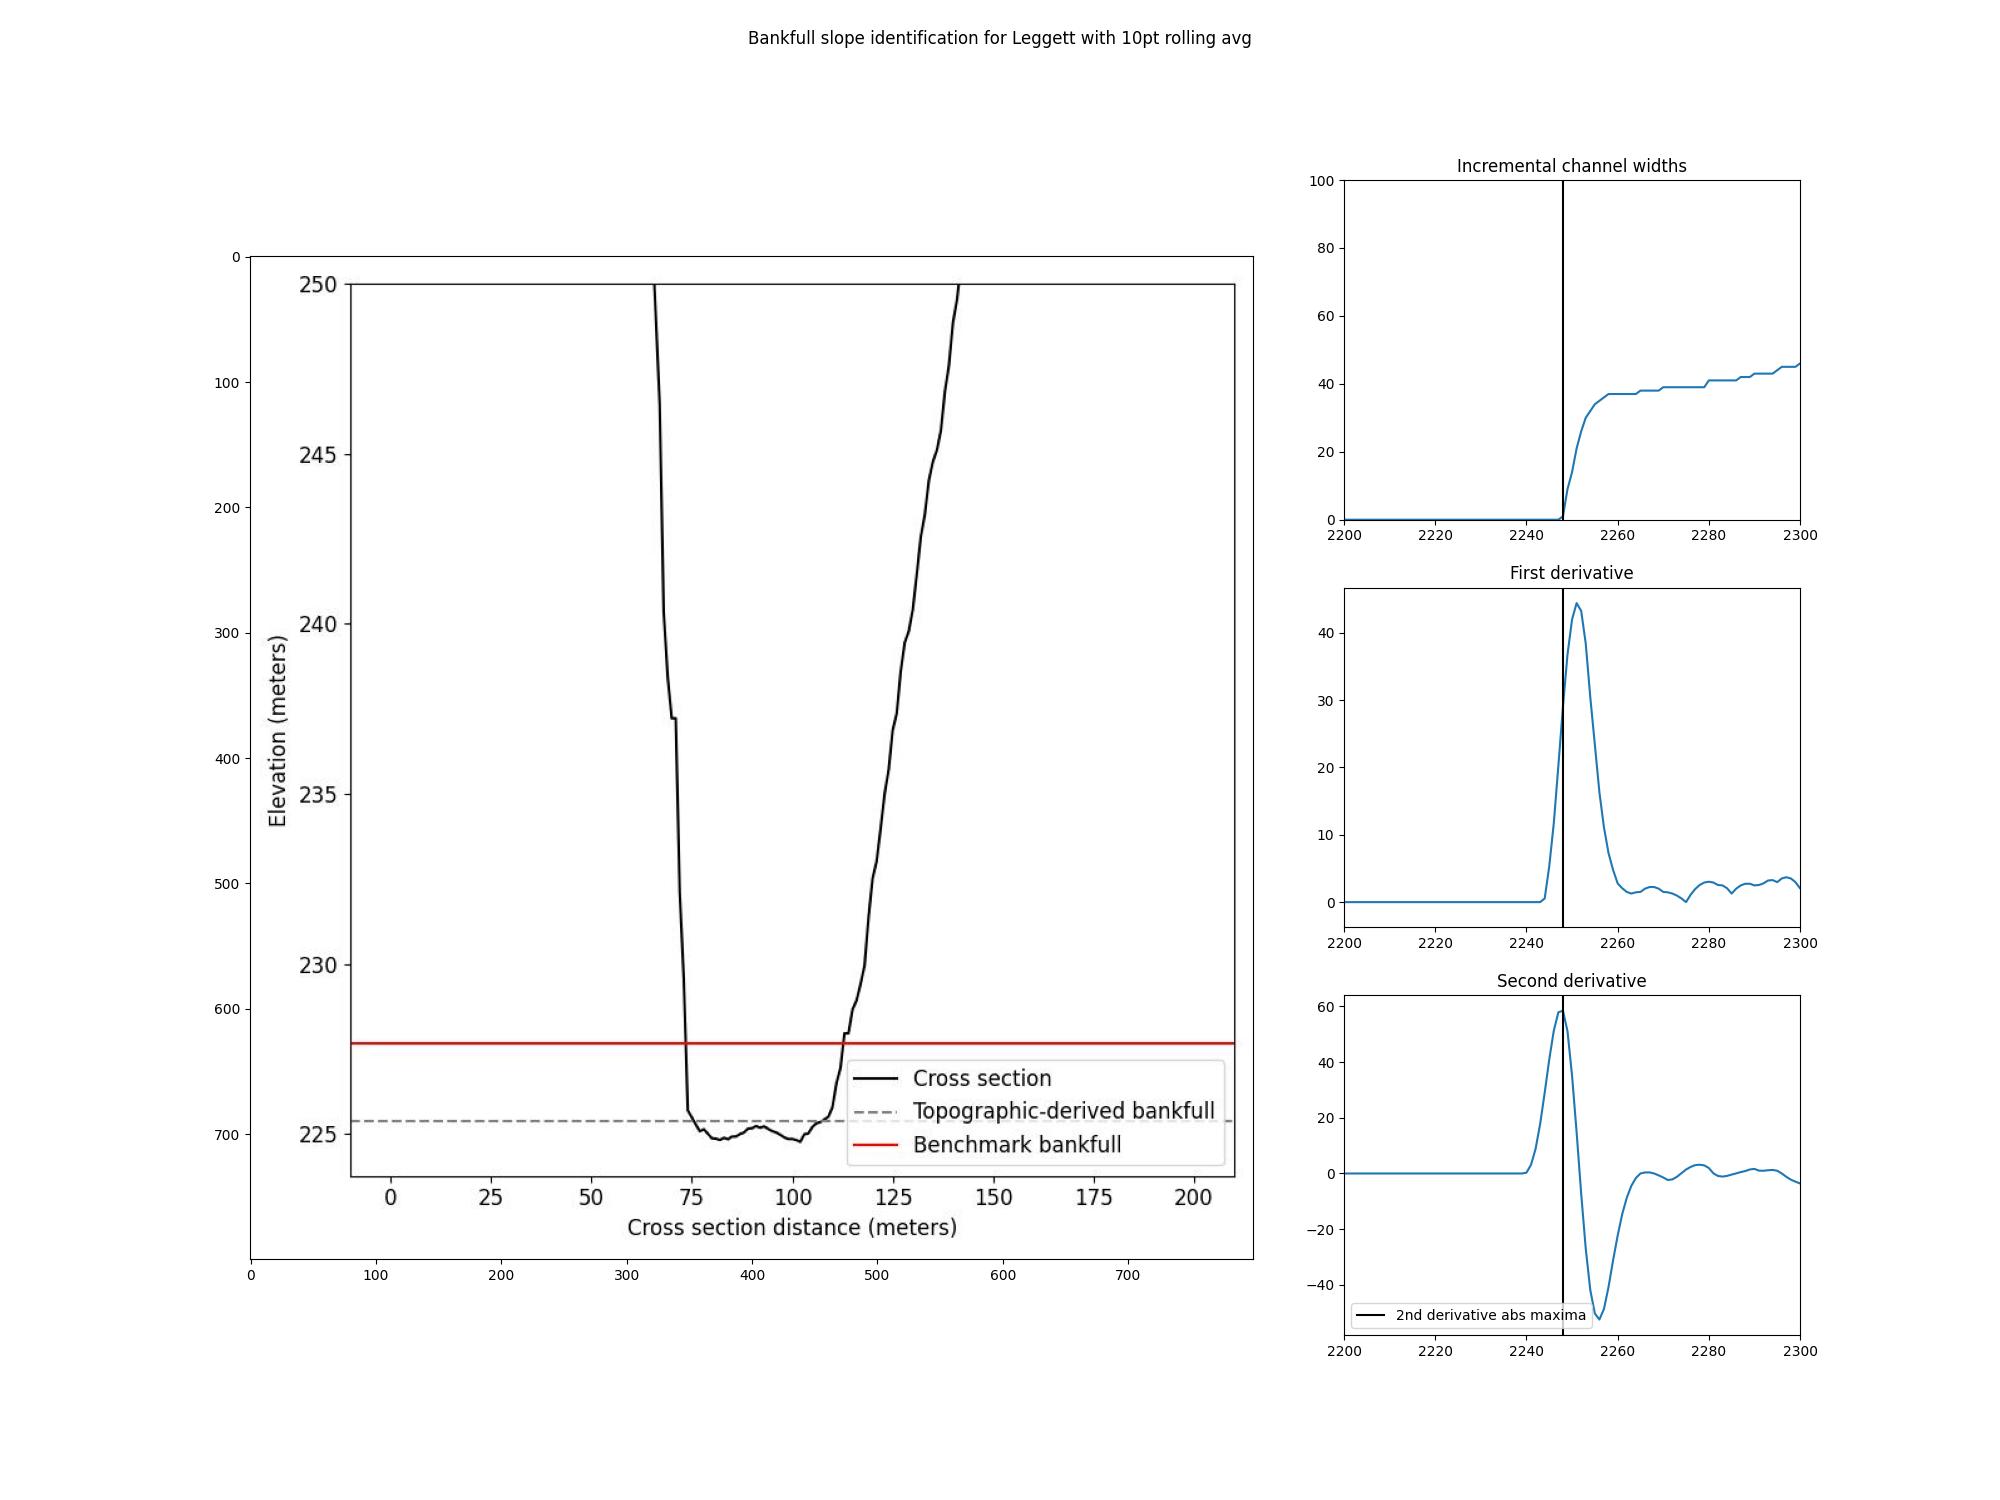 Bankfull slope identification for Leggett with 10pt rolling avg
0
100
200
300
400
500
600
700
250
245
240
235
230
225
Elevation (meters)
Cross section
Topographic-derived bankfull
Benchmark bankfull
0 25 50 75 100 125 150 175 200
Cross section distance (meters)
0 100 200 300 400 500 600 700
Incremental channel widths
100
80
60
40
20
0
2200 2220 2240 2260 2280 2300
First derivative
40
30
20
10
0
2200 2220 2240 2260 2280 2300
Second derivative
60
40
20
0
−20
−40
2nd derivative abs maxima
2200 2220 2240 2260 2280 2300